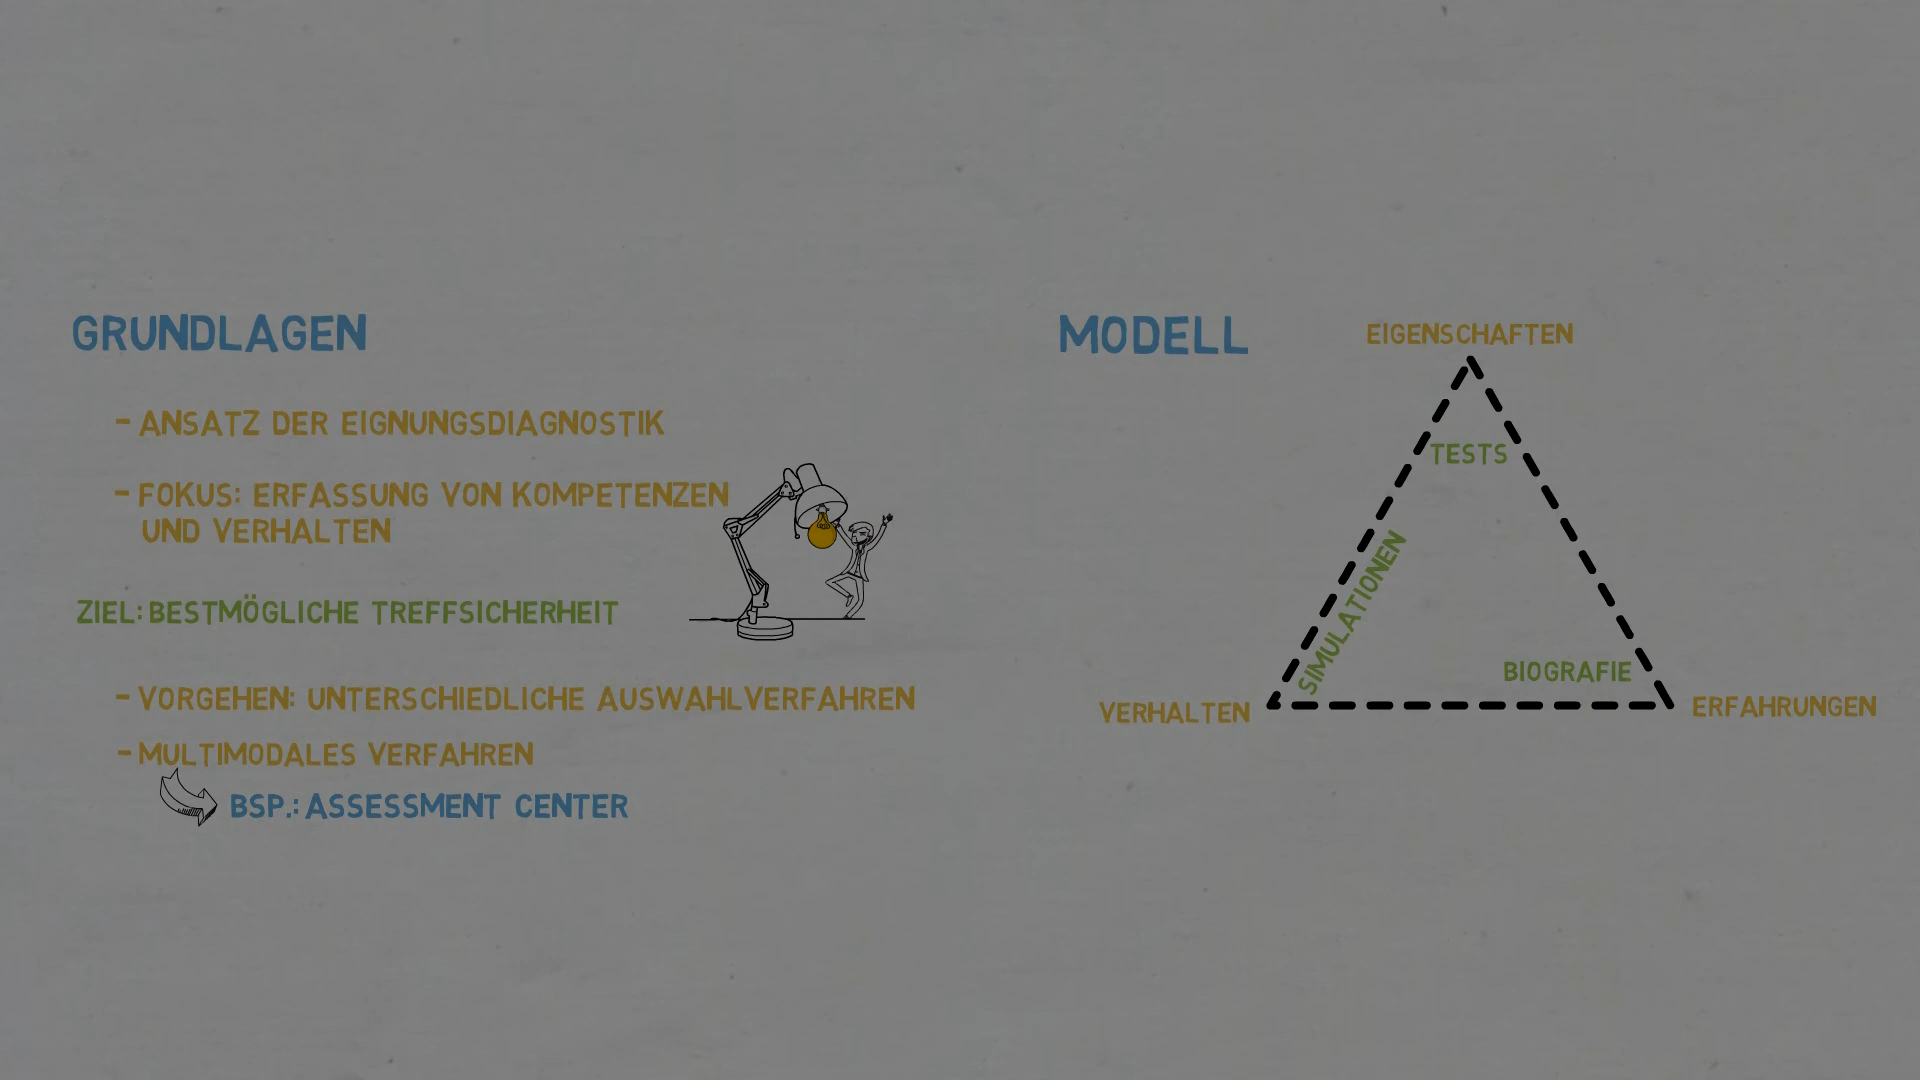 GRUNDLAGEN
- ANSATZ DER EIGNUNGSDIAGNOSTIK
- FOKUS: ERFASSUNG VON KOMPETENZEN
UND VERHALTEN
ZIEL: BESTMÖGLICHE TREFFSICHERHEIT
- VORGEHEN: UNTERSCHIEDLICHE AUSWAHLVERFAHREN
- MULTIMODALES VERFAHREN
BSP.: ASSESSMENT CENTER
MODELL
EIGENSCHAFTEN
TESTS
SIMULATIONEN
BIOGRAFIE
VERHALTEN
ERFAHRUNGEN